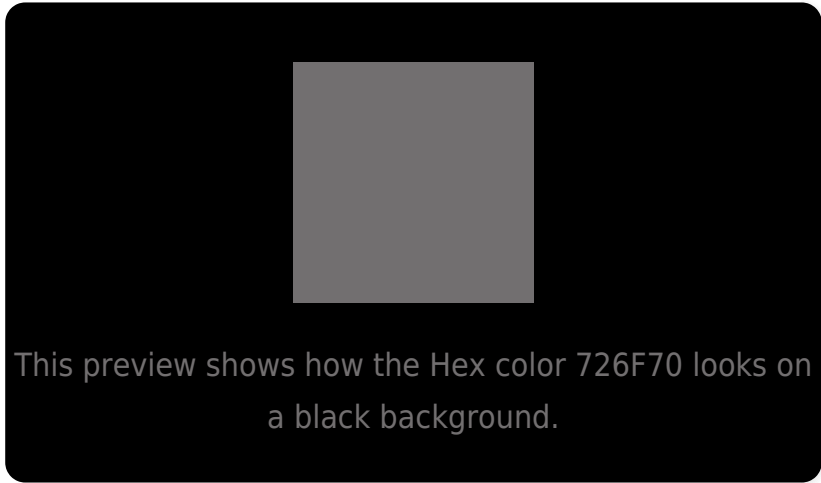 This preview shows how the Hex color 726F70 looks on
a black background.